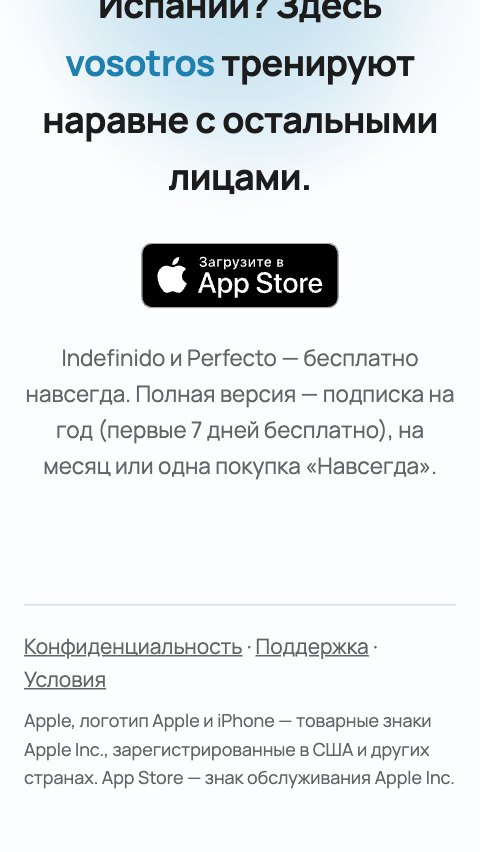 Испании? Здесь
vosotros тренируют
наравне с остальными
лицами.
Загрузите в
App Store
Indefinido и Perfecto — бесплатно
навсегда. Полная версия — подписка на
год (первые 7 дней бесплатно), на
месяц или одна покупка «Навсегда».
Конфиденциальность · Поддержка ·
Условия
Apple, логотип Apple и iPhone — товарные знаки
Apple Inc., зарегистрированные в США и других
странах. App Store — знак обслуживания Apple Inc.